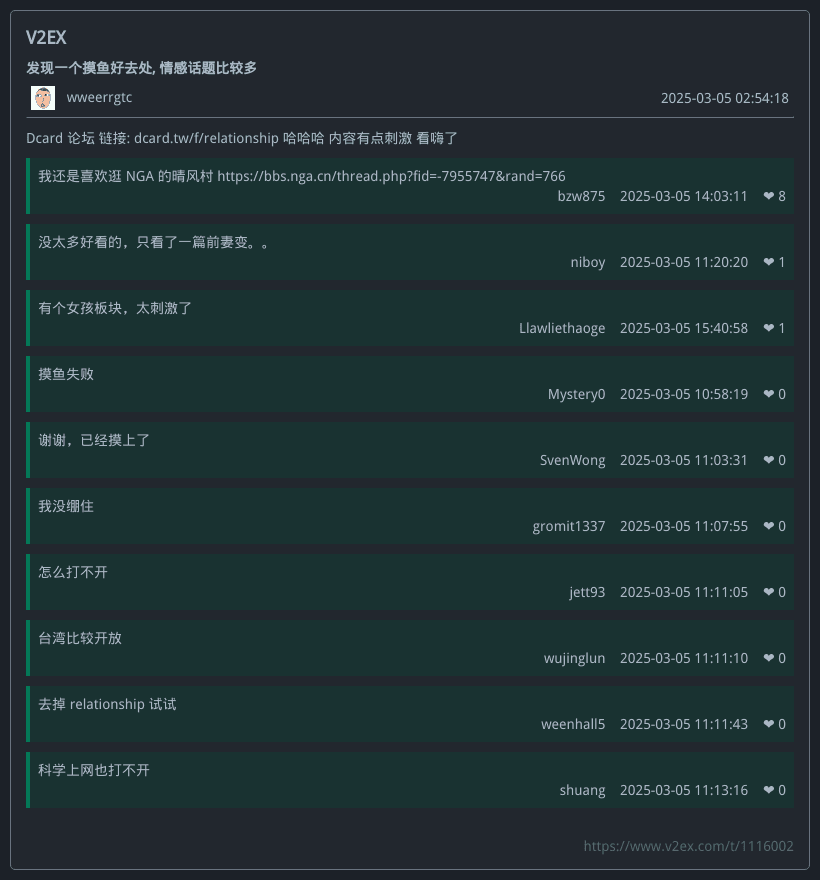 V2EX
发现一个摸鱼好去处, 情感话题比较多
wweerrgtc 2025-03-05 02:54:18
Dcard 论坛 链接: dcard.tw/f/relationship 哈哈哈 内容有点刺激 看嗨了
我还是喜欢逛 NGA 的晴风村 https://bbs.nga.cn/thread.php?fid=-7955747&rand=766
bzw875 2025-03-05 14:03:11 ❤ 8
没太多好看的，只看了一篇前妻变。。
niboy 2025-03-05 11:20:20 ❤ 1
有个女孩板块，太刺激了
Llawliethaoge 2025-03-05 15:40:58 ❤ 1
摸鱼失败
Mystery0 2025-03-05 10:58:19 ❤ 0
谢谢，已经摸上了
SvenWong 2025-03-05 11:03:31 ❤ 0
我没绷住
gromit1337 2025-03-05 11:07:55 ❤ 0
怎么打不开
jett93 2025-03-05 11:11:05 ❤ 0
台湾比较开放
wujinglun 2025-03-05 11:11:10 ❤ 0
去掉 relationship 试试
weenhall5 2025-03-05 11:11:43 ❤ 0
科学上网也打不开
shuang 2025-03-05 11:13:16 ❤ 0
https://www.v2ex.com/t/1116002